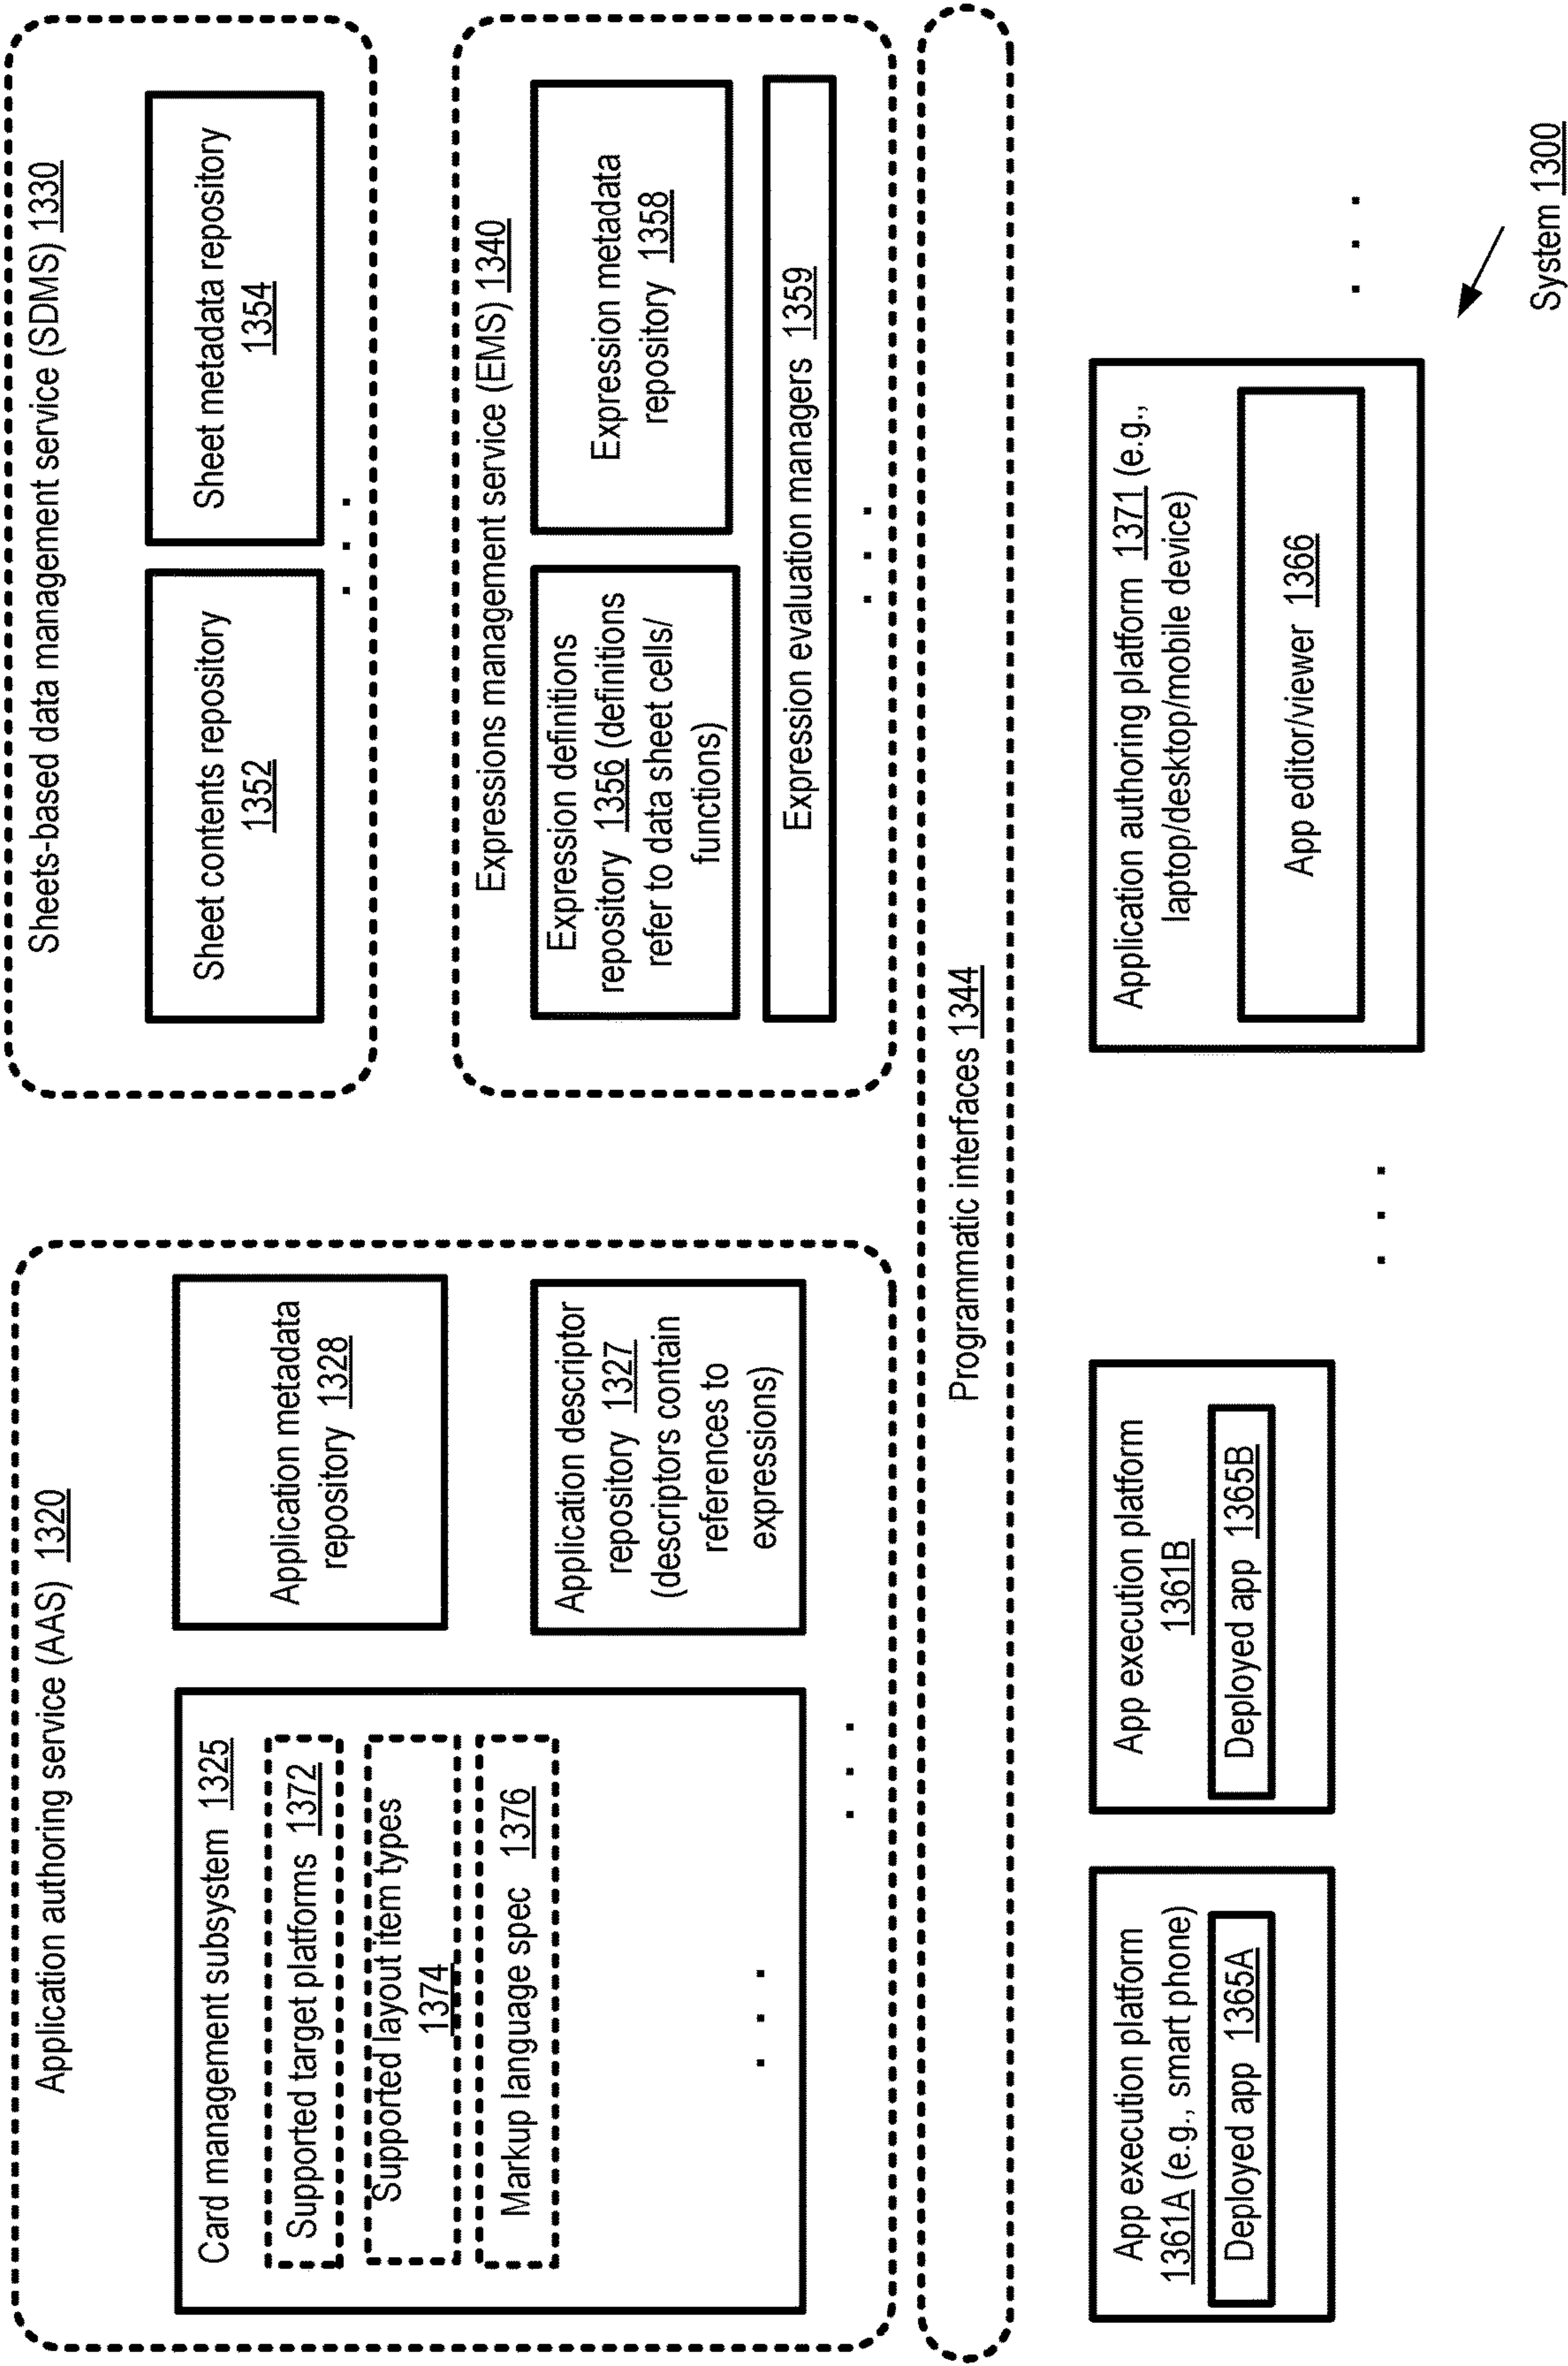 Application authoring service (AAS) 1320
Card management subsystem 1325
Supported target platforms 1372
Supported layout item types
1374
Markup language spec 1376
Application metadata
repository 1328
Application descriptor
repository 1327
(descriptors contain
references to
expressions)
Sheets-based data management service (SDMS) 1330
Sheet contents repository
1352
Sheet metadata repository
1354
Expressions management service (EMS) 1340
Expression definitions
repository 1356 (definitions
refer to data sheet cells/
functions)
Expression metadata
repository 1358
Expression evaluation managers 1359
Programmatic interfaces 1344
App execution platform
1361A (e.g., smart phone)
Deployed app 1365A
App execution platform
1361B
Deployed app 1365B
Application authoring platform 1371 (e.g.,
laptop/desktop/mobile device)
App editor/viewer 1366
System 1300